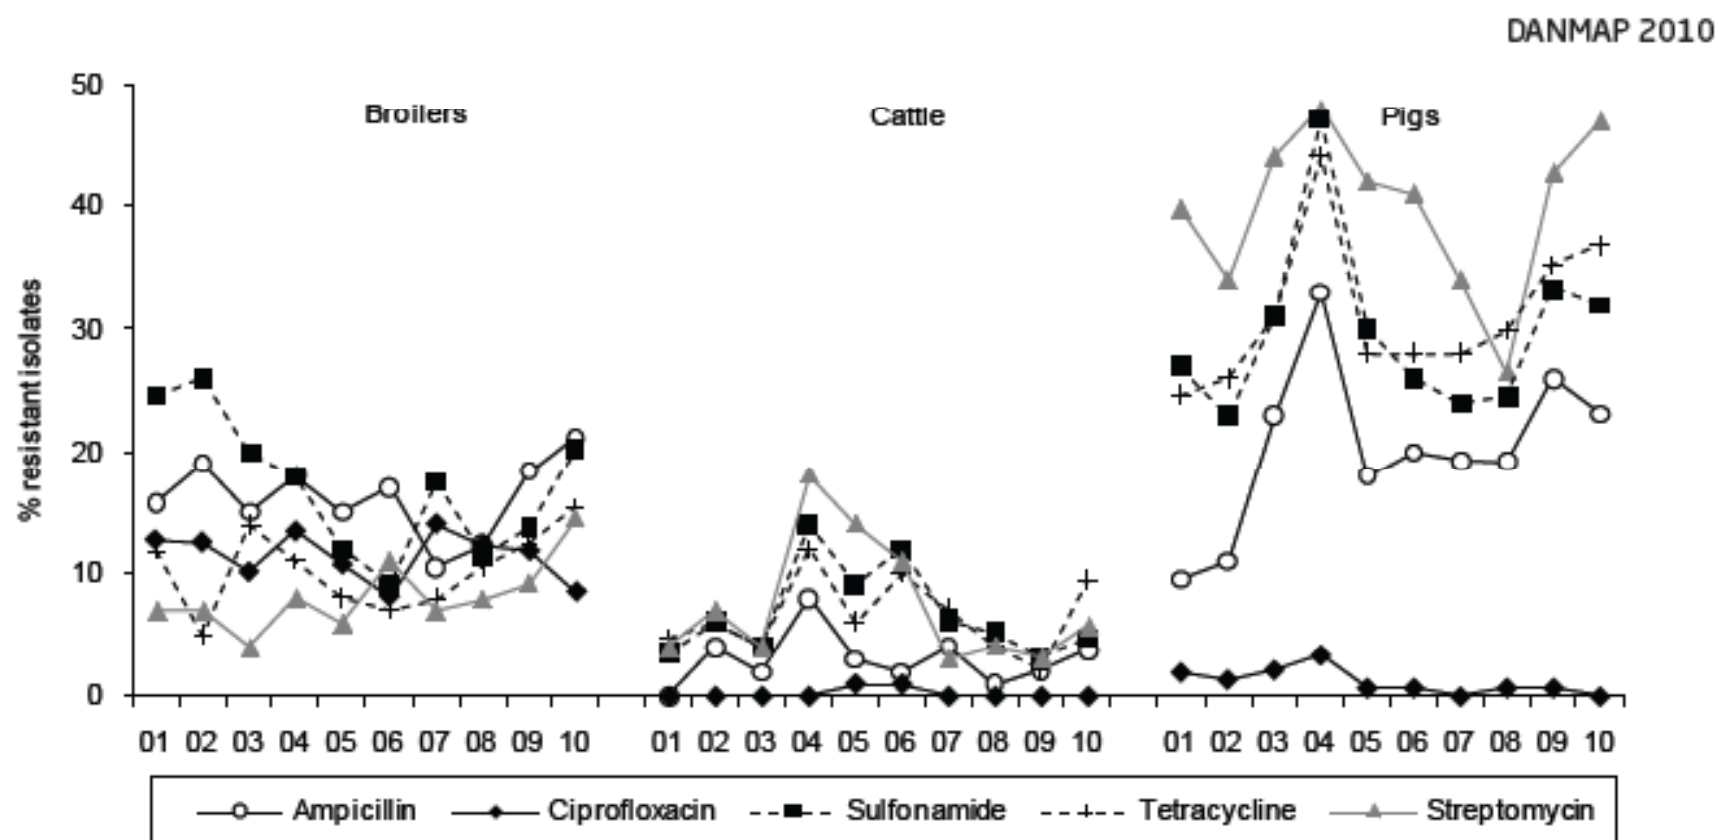 DANMAP 2010
50
Broilers
Cattle
Pigs
40
30
20
10
0
% resistant isolates
01 02 03 04 05 06 07 08 09 10 01 02 03 04 05 06 07 08 09 10 01 02 03 04 05 06 07 08 09 10
Ampicillin Ciprofloxacin Sulfonamide Tetracycline Streptomycin